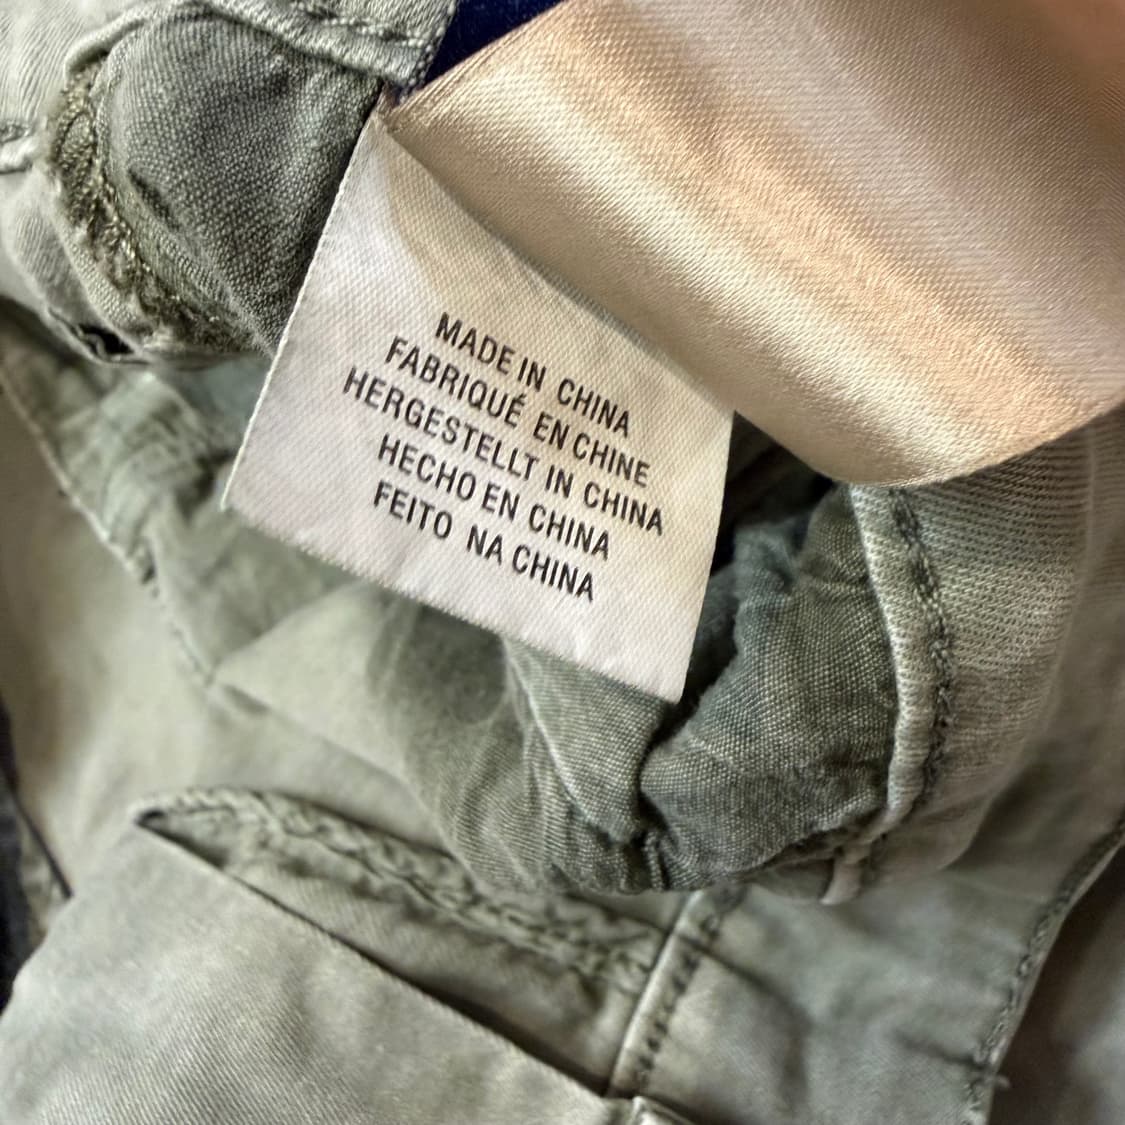 MADE IN CHINA
FABRIQUÉ EN CHINE
HERGESTELLT IN CHINA
HECHO EN CHINA
FEITO NA CHINA